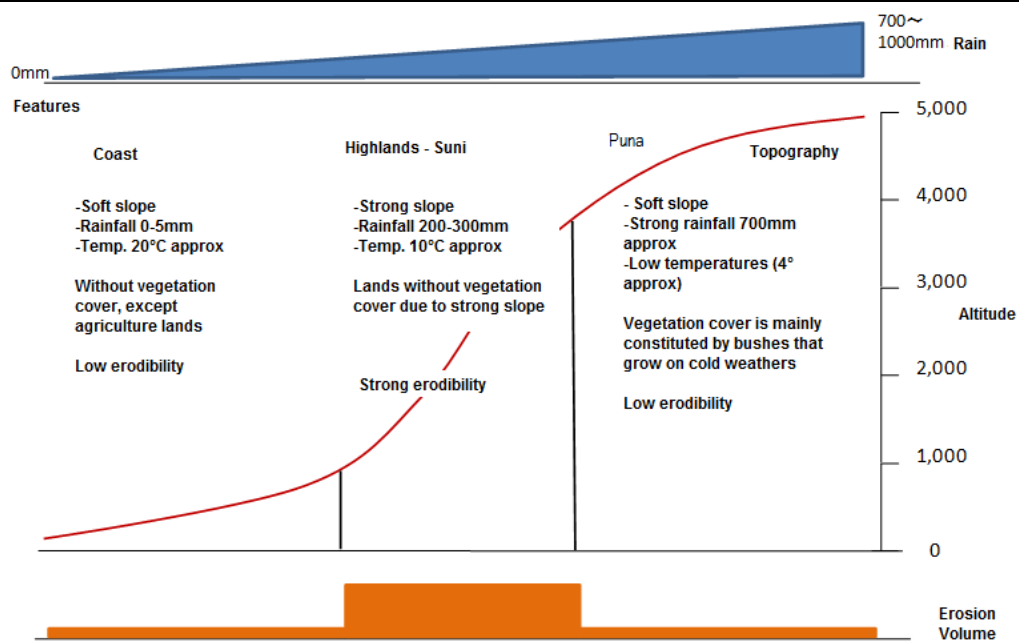 700～
1000mm Rain
0mm
Features
Coast
-Soft slope
-Rainfall 0-5mm
-Temp. 20°C approx
Without vegetation
cover, except
agriculture lands
Low erodibility
Highlands - Suni
-Strong slope
-Rainfall 200-300mm
-Temp. 10°C approx
Lands without vegetation
cover due to strong slope
Strong erodibility
Puna
Topography
- Soft slope
-Strong rainfall 700mm
approx
-Low temperatures (4°
approx)
Vegetation cover is mainly
constituted by bushes that
grow on cold weathers
Low erodibility
5,000
4,000
3,000
Altitude
2,000
1,000
0
Erosion
Volume